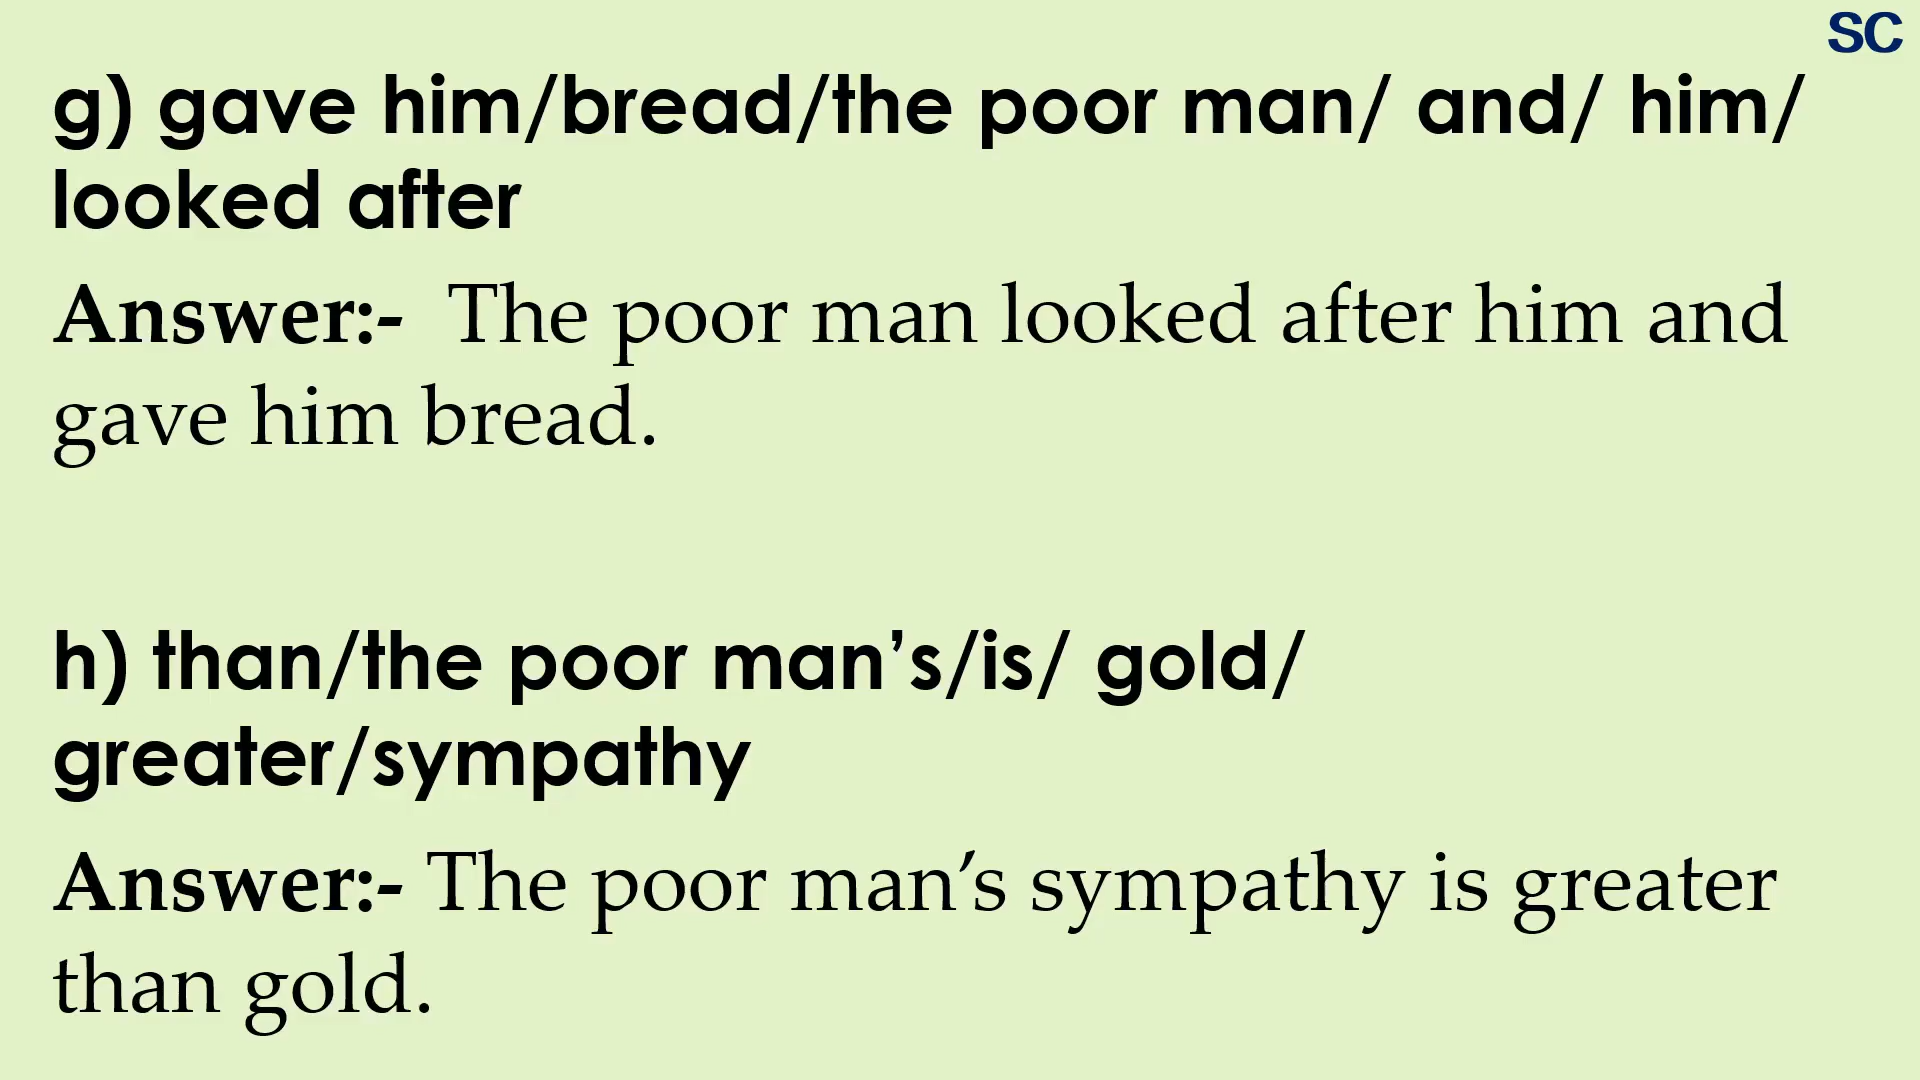 SC
g) gave him/bread/the poor man/ and/ him/
looked after
Answer:- The poor man looked after him and
gave him bread.
h) than/the poor man’s/is/ gold/
greater/sympathy
Answer:- The poor man’s sympathy is greater
than gold.